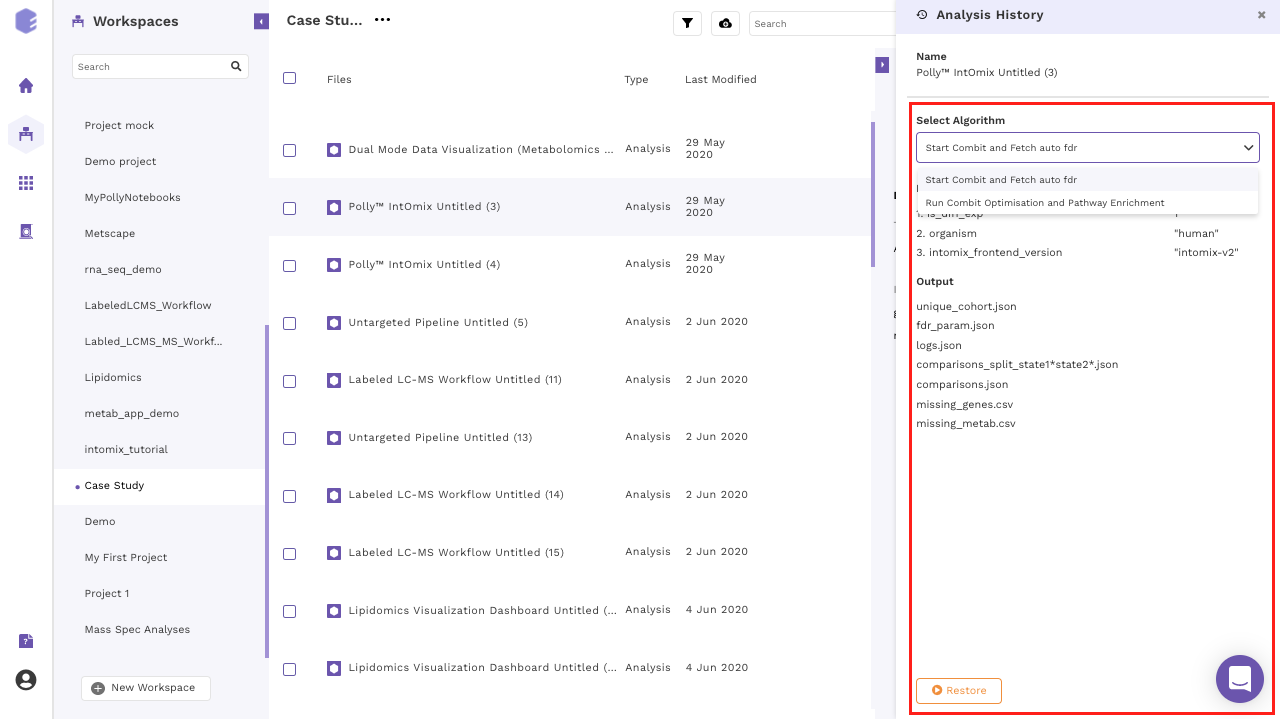 Workspaces
Search
Project mock
Demo project
MyPollyNotebooks
Metscape
rna_seq_demo
LabeledLCMS_Workflow
Labled_LCMS_MS_Workf...
Lipidomics
metab_app_demo
intomix_tutorial
Case Study
Demo
My First Project
Project 1
Mass Spec Analyses
New Workspace
Case Stu...
Search
Files Type Last Modified
Dual Mode Data Visualization (Metabolomics ... Analysis 29 May
2020
Polly™ IntOmix Untitled (3) Analysis 29 May
2020
Polly™ IntOmix Untitled (4) Analysis 29 May
2020
Untargeted Pipeline Untitled (5) Analysis 2 Jun 2020
Labeled LC-MS Workflow Untitled (11) Analysis 2 Jun 2020
Untargeted Pipeline Untitled (13) Analysis 2 Jun 2020
Labeled LC-MS Workflow Untitled (14) Analysis 2 Jun 2020
Labeled LC-MS Workflow Untitled (15) Analysis 2 Jun 2020
Lipidomics Visualization Dashboard Untitled (... Analysis 4 Jun 2020
Lipidomics Visualization Dashboard Untitled (... Analysis 4 Jun 2020
Analysis History
Name
Polly™ IntOmix Untitled (3)
Select Algorithm
Start Combit and Fetch auto fdr
Start Combit and Fetch auto fdr
Run Combit Optimisation and Pathway Enrichment
1. is_diff_exp
2. organism "human"
3. intomix_frontend_version "intomix-v2"
Output
unique_cohort.json
fdr_param.json
logs.json
comparisons_split_state1*state2*.json
comparisons.json
missing_genes.csv
missing_metab.csv
Restore